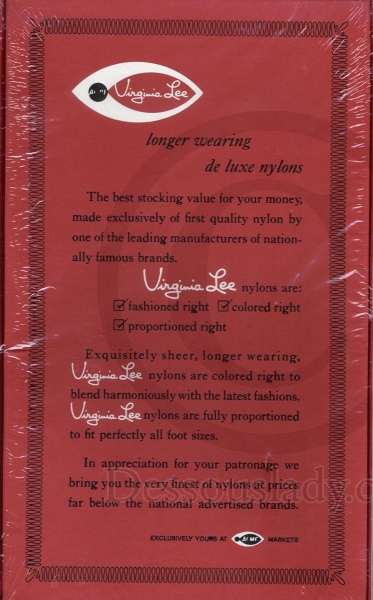 ACME Virginia Lee
longer wearing
de luxe nylons
The best stocking value for your money,
made exclusively of first quality nylon by
one of the leading manufacturers of nation-
ally famous brands.
Virginia Lee nylons are:
☑ fashioned right ☑ colored right
☑ proportioned right
Exquisitely sheer, longer wearing,
Virginia Lee nylons are colored right to
blend harmoniously with the latest fashions.
Virginia Lee nylons are fully proportioned
to fit perfectly all foot sizes.
In appreciation for your patronage we
bring you the very finest of nylons at prices
far below the national advertised brands.
Dessouslady.c
EXCLUSIVELY YOURS AT ACME MARKETS